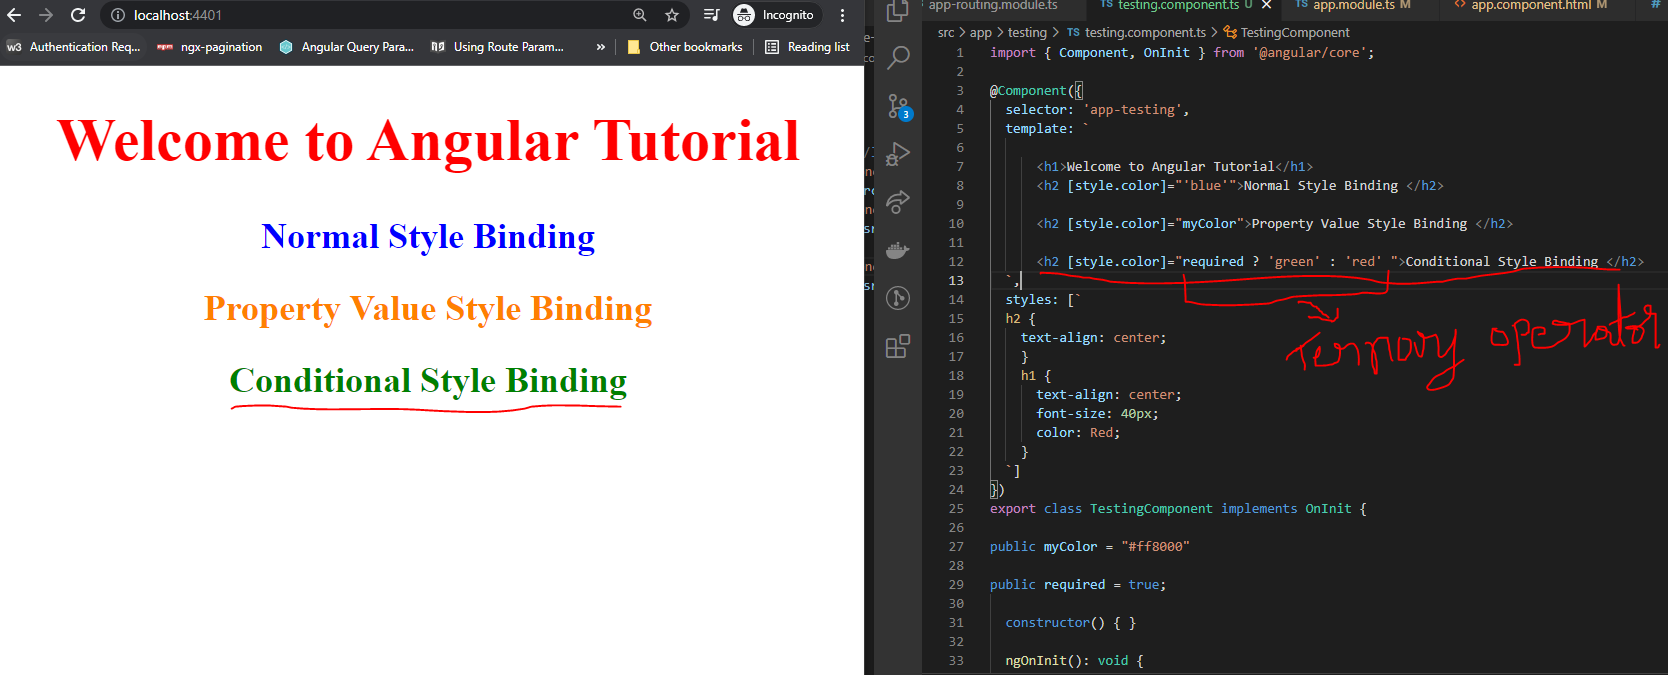 localhost:4401
Incognito
Authentication Req...
ngx-pagination
Angular Query Para...
Using Route Param...
»
Other bookmarks
Reading list
Welcome to Angular Tutorial
Normal Style Binding
Property Value Style Binding
Conditional Style Binding
app-routing.module.ts
TS testing.component.ts U
TS app.module.ts M
<> app.component.html M
#
src > app > testing > TS testing.component.ts > TestingComponent
1 import { Component, OnInit } from '@angular/core';
2
3 @Component({
4 selector: 'app-testing',
5 template: `
6
7 <h1>Welcome to Angular Tutorial</h1>
8 <h2 [style.color]="'blue'">Normal Style Binding </h2>
9
10 <h2 [style.color]="myColor">Property Value Style Binding </h2>
11
12 <h2 [style.color]="required ? 'green' : 'red' ">Conditional Style Binding </h2>
13 `,
14 styles: [`
15 h2 {
16 text-align: center;
17 }
18 h1 {
19 text-align: center;
20 font-size: 40px;
21 color: Red;
22 }
23 `]
24 })
25 export class TestingComponent implements OnInit {
26
27 public myColor = "#ff8000"
28
29 public required = true;
30
31 constructor() { }
32
33 ngOnInit(): void {
Ternary operator
3